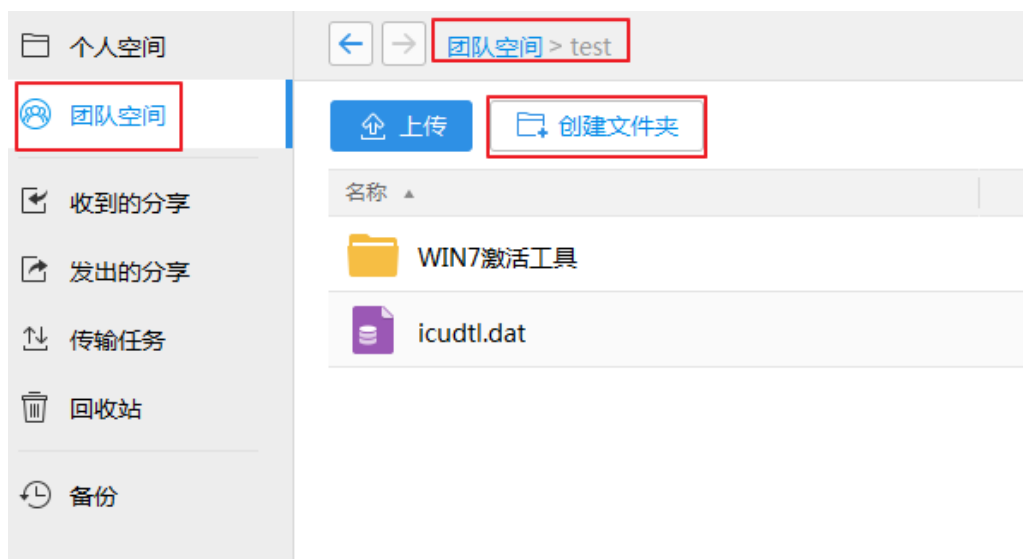 个人空间
团队空间
收到的分享
发出的分享
传输任务
回收站
备份
团队空间 > test
上传
创建文件夹
名称
WIN7激活工具
icudtl.dat